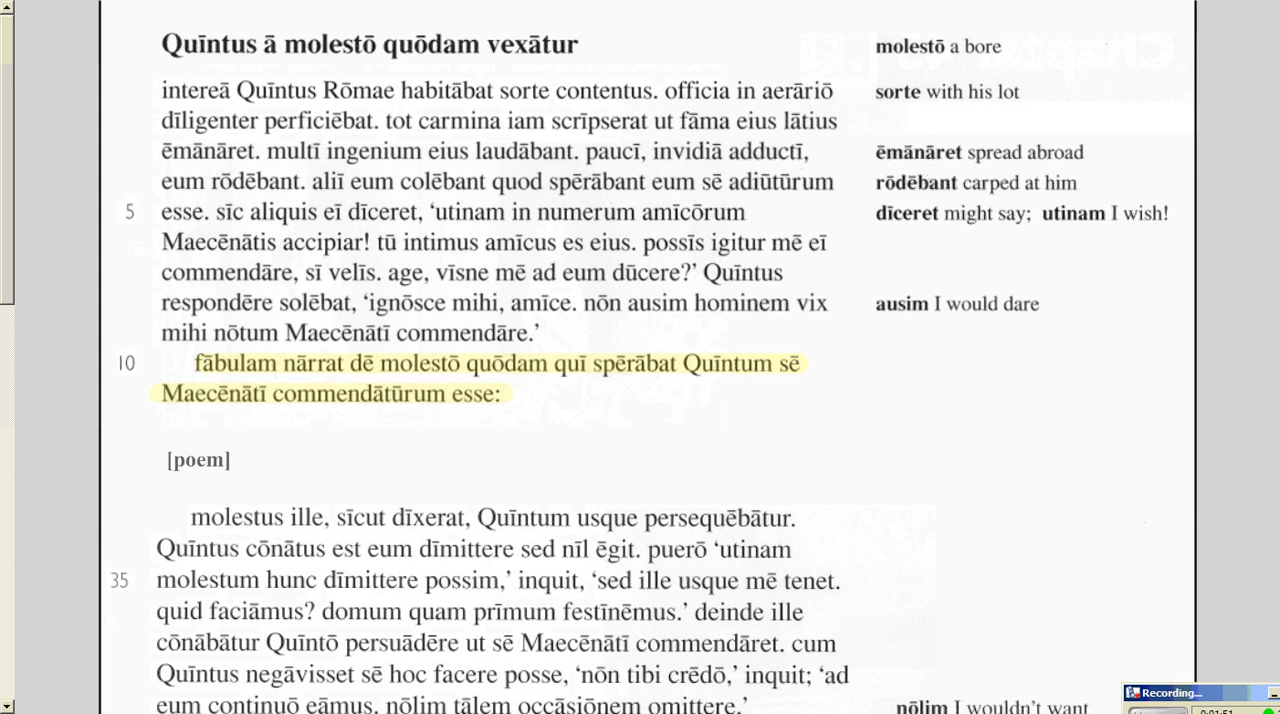 Quīntus ā molestō quōdam vexātur
molestō a bore
intereā Quīntus Rōmae habitābat sorte contentus. officia in aerāriō
sorte with his lot
dīligenter perficiēbat. tot carmina iam scrīpserat ut fāma eius lātius
ēmānāret. multī ingenium eius laudābant. paucī, invidiā adductī,
ēmānāret spread abroad
eum rōdēbant. aliī eum colēbant quod spērābant eum sē adiūtūrum
rōdēbant carped at him
5 esse. sīc aliquis eī dīceret, ‘utinam in numerum amīcōrum
dīceret might say; utinam I wish!
Maecēnātis accipiar! tū intimus amīcus es eius. possīs igitur mē eī
commendāre, sī velīs. age, vīsne mē ad eum dūcere?’ Quīntus
respondēre solēbat, ‘ignōsce mihi, amīce. nōn ausim hominem vix
ausim I would dare
mihi nōtum Maecēnātī commendāre.’
10 fābulam nārrat dē molestō quōdam quī spērābat Quīntum sē
Maecēnātī commendātūrum esse:
[poem]
molestus ille, sīcut dīxerat, Quīntum usque persequēbātur.
Quīntus cōnātus est eum dīmittere sed nīl ēgit. puerō ‘utinam
35 molestum hunc dīmittere possim,’ inquit, ‘sed ille usque mē tenet.
quid faciāmus? domum quam prīmum festīnēmus.’ deinde ille
cōnābātur Quīntō persuādēre ut sē Maecēnātī commendāret. cum
Quīntus negāvisset sē hoc facere posse, ‘nōn tibi crēdō,’ inquit; ‘ad
eum continuō eāmus. nōlim tālem occāsiōnem omittere.’
nōlim I wouldn’t want
Recording...
0:01:51